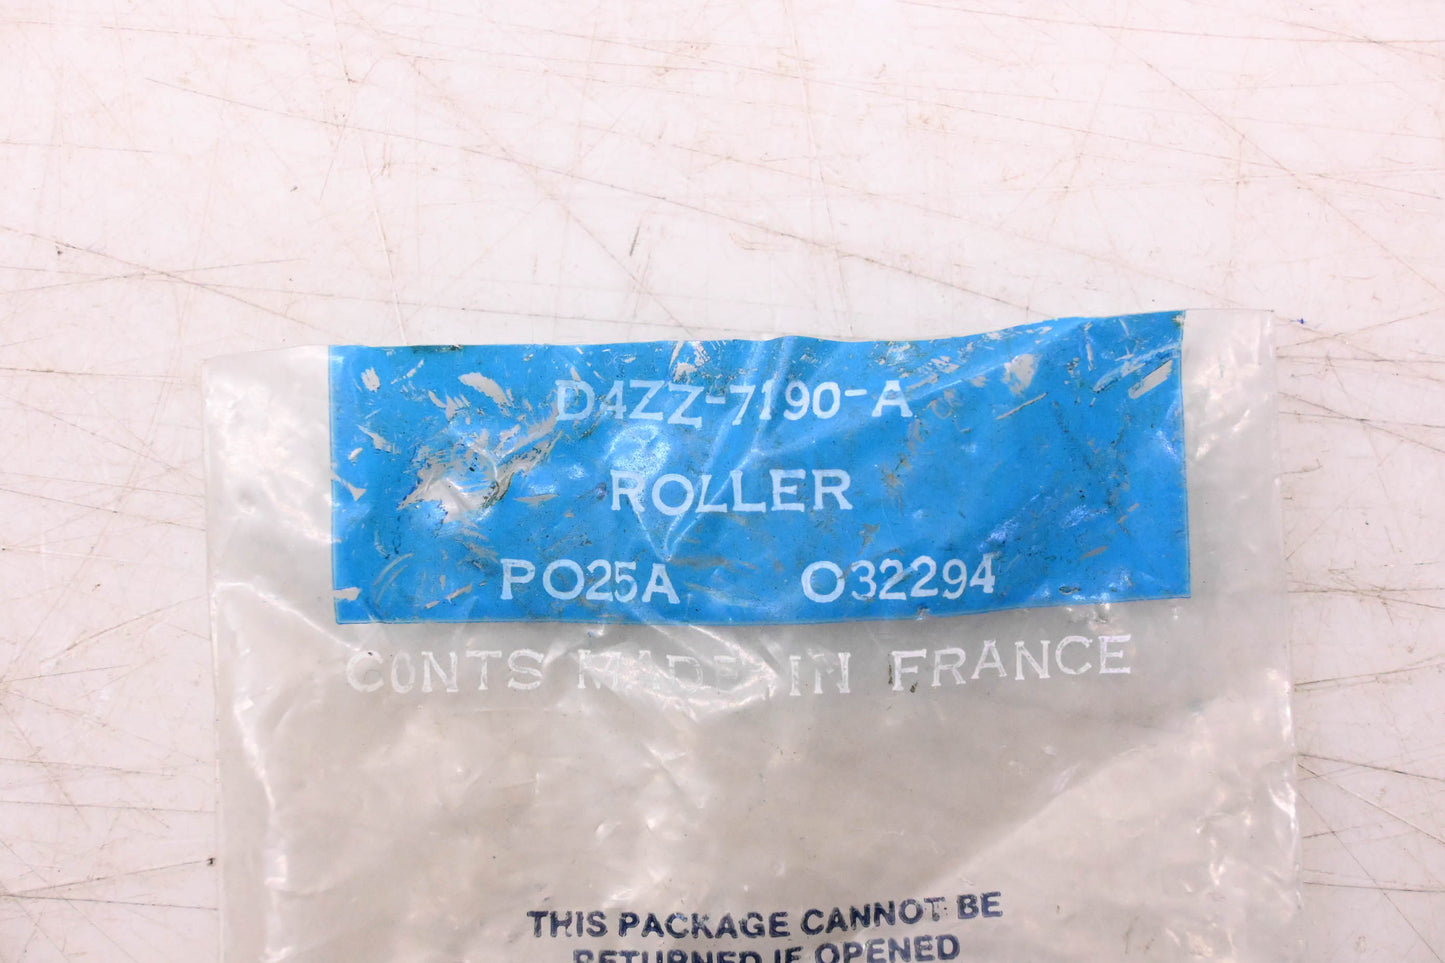 D4ZZ-7190-A
ROLLER
PO25A O32294
CONTS MADE IN FRANCE
THIS PACKAGE CANNOT BE
RETURNED IF OPENED